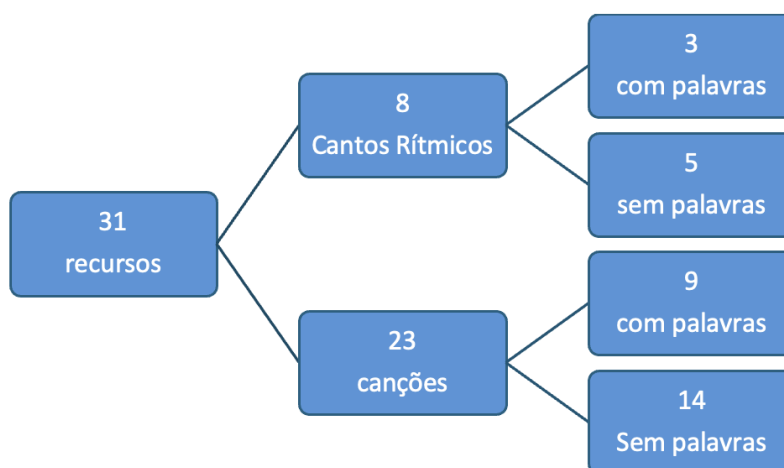 31
recursos
8
Cantos Rítmicos
3
com palavras
5
sem palavras
23
canções
9
com palavras
14
Sem palavras